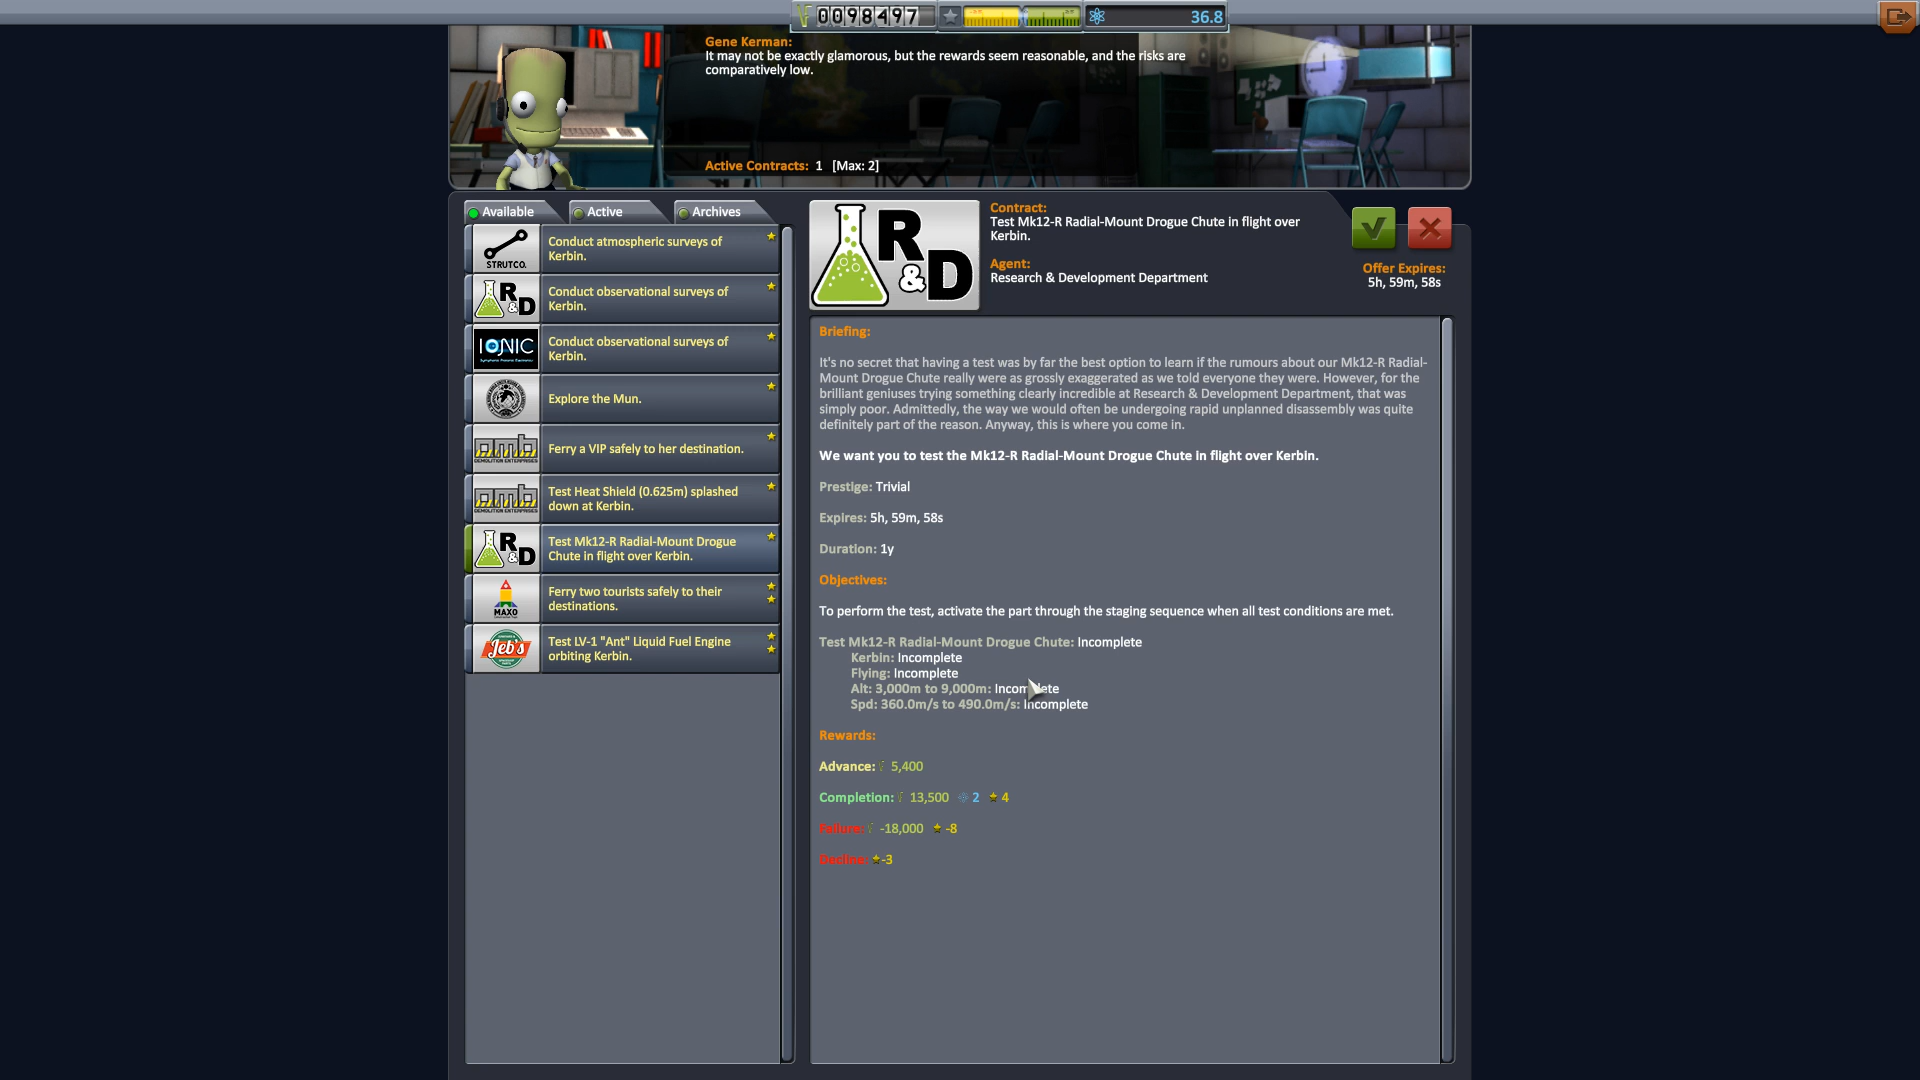 0098497
36.8
Gene Kerman:
It may not be exactly glamorous, but the rewards seem reasonable, and the risks are
comparatively low.
Active Contracts: 1 [Max: 2]
Available
Active
Archives
STRUTCO.
Conduct atmospheric surveys of
Kerbin.
R&D
Conduct observational surveys of
Kerbin.
IONIC
Conduct observational surveys of
Kerbin.
Explore the Mun.
Ferry a VIP safely to her destination.
DEMOLITION ENTERPRISES
Test Heat Shield (0.625m) splashed
down at Kerbin.
DEMOLITION ENTERPRISES
R&D
Test Mk12-R Radial-Mount Drogue
Chute in flight over Kerbin.
MAXO
Ferry two tourists safely to their
destinations.
Jeb's
Test LV-1 "Ant" Liquid Fuel Engine
orbiting Kerbin.
R&D
Contract:
Test Mk12-R Radial-Mount Drogue Chute in flight over
Kerbin.
Agent:
Research & Development Department
Offer Expires:
5h, 59m, 58s
Briefing:
It's no secret that having a test was by far the best option to learn if the rumours about our Mk12-R Radial-
Mount Drogue Chute really were as grossly exaggerated as we told everyone they were. However, for the
brilliant geniuses trying something clearly incredible at Research & Development Department, that was
simply poor. Admittedly, the way we would often be undergoing rapid unplanned disassembly was quite
definitely part of the reason. Anyway, this is where you come in.
We want you to test the Mk12-R Radial-Mount Drogue Chute in flight over Kerbin.
Prestige: Trivial
Expires: 5h, 59m, 58s
Duration: 1y
Objectives:
To perform the test, activate the part through the staging sequence when all test conditions are met.
Test Mk12-R Radial-Mount Drogue Chute: Incomplete
Kerbin: Incomplete
Flying: Incomplete
Alt: 3,000m to 9,000m: Incomplete
Spd: 360.0m/s to 490.0m/s: Incomplete
Rewards:
Advance: 5,400
Completion: 13,500 2 4
Failure: -18,000 -8
Decline: -3